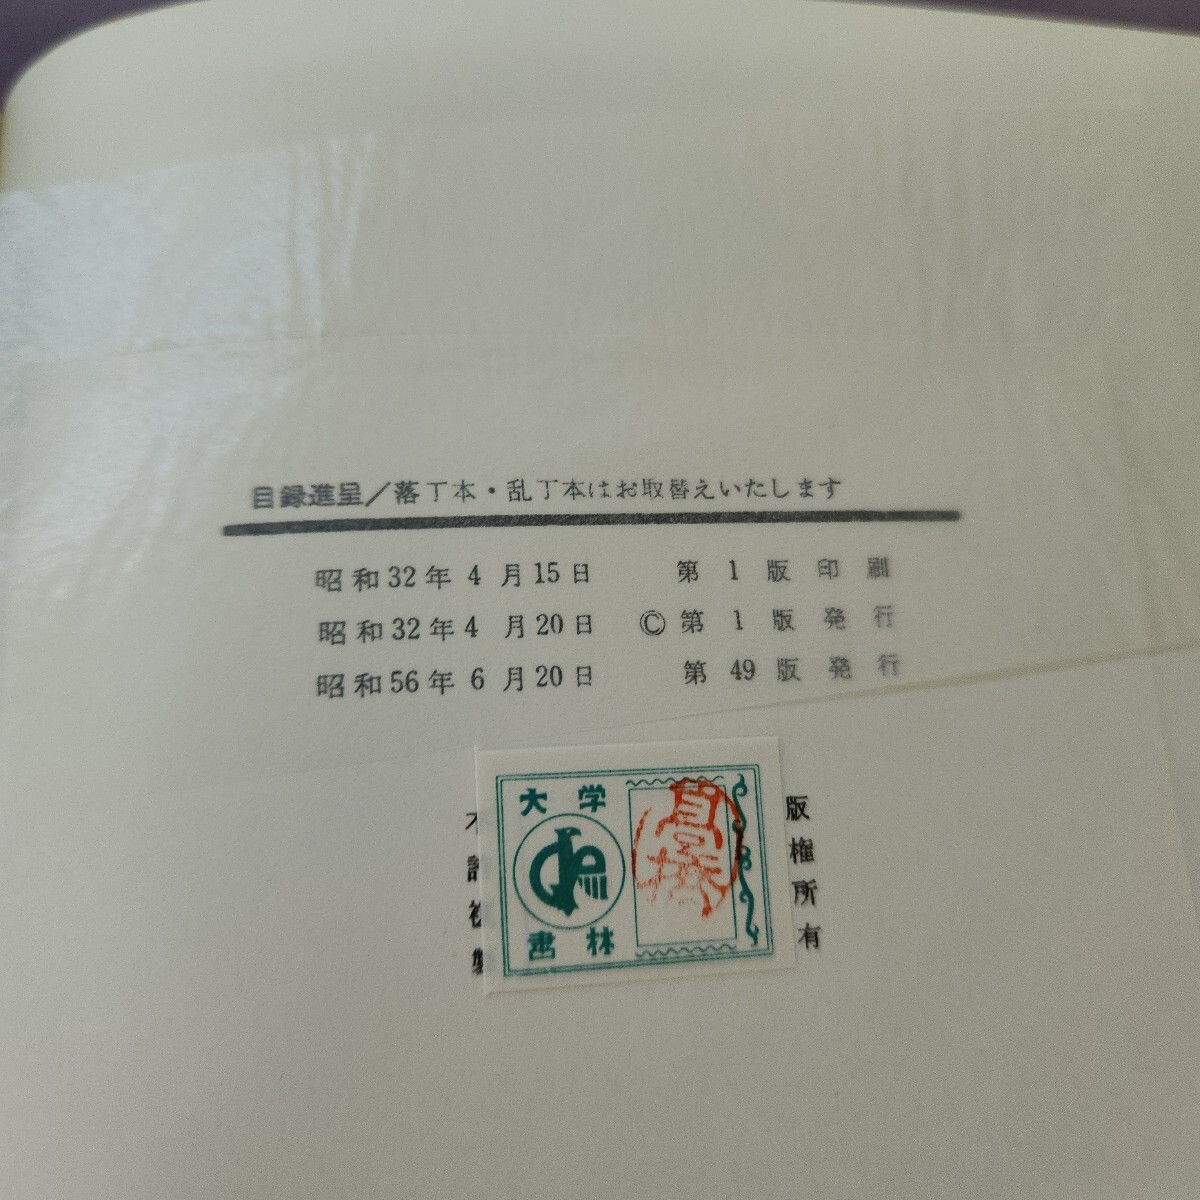 目録進呈／落丁本・乱丁本はお取替えいたします
昭和32年4月15日 第1版印刷
昭和32年4月20日 ©第1版発行
昭和56年6月20日 第49版発行
版権所有
大学
書林